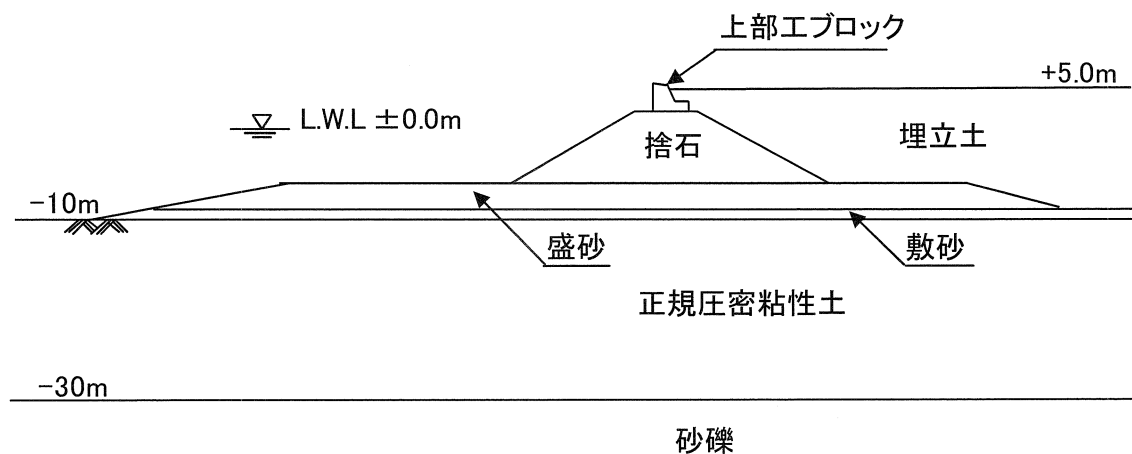 上部工ブロック
+5.0m
L.W.L ±0.0m
埋立土
捨石
-10m
盛砂
敷砂
正規圧密粘性土
-30m
砂礫